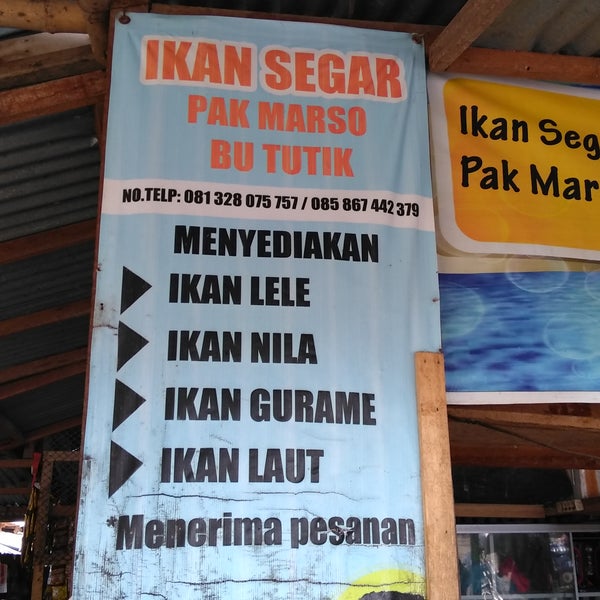 IKAN SEGAR
PAK MARSO
BU TUTIK
NO.TELP: 081 328 075 757 / 085 867 442 379
MENYEDIAKAN
IKAN LELE
IKAN NILA
IKAN GURAME
IKAN LAUT
*Menerima pesanan
Ikan Seg
Pak Mar